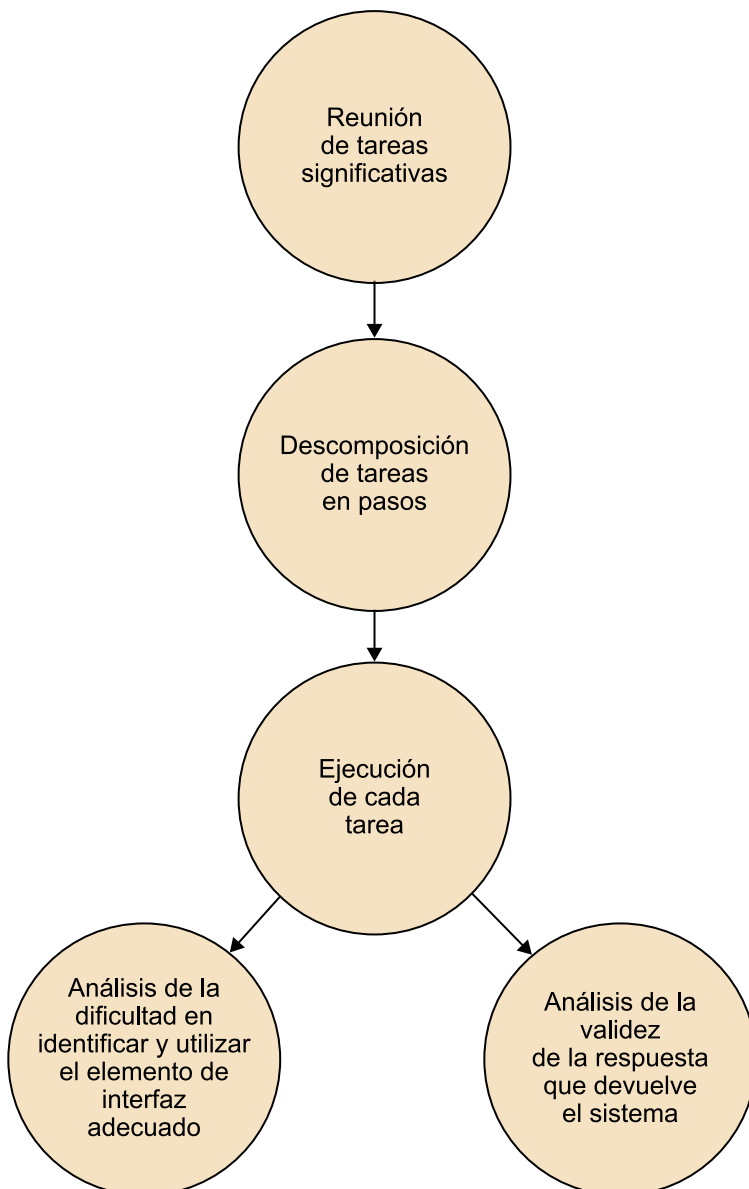 Reunión
de tareas
significativas
Descomposición
de tareas
en pasos
Ejecución
de cada
tarea
Análisis de la
dificultad en
identificar y utilizar
el elemento de
interfaz
adecuado
Análisis de la
validez
de la respuesta
que devuelve
el sistema